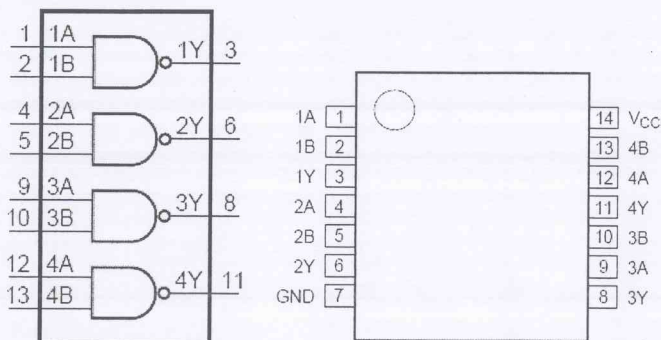 1 1A
2 1B
1Y 3
4 2A
5 2B
2Y 6
9 3A
10 3B
3Y 8
12 4A
13 4B
4Y 11
1A 1
1B 2
1Y 3
2A 4
2B 5
2Y 6
GND 7
14 VCC
13 4B
12 4A
11 4Y
10 3B
9 3A
8 3Y